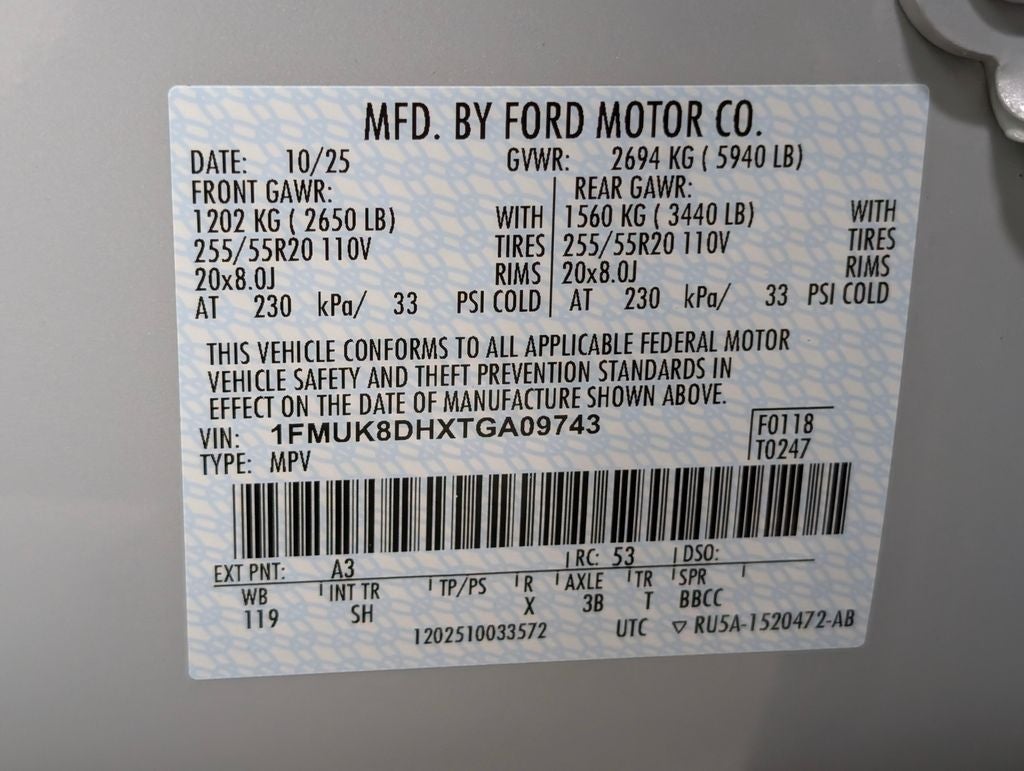 MFD. BY FORD MOTOR CO.
DATE: 10/25 GVWR: 2694 KG ( 5940 LB)
FRONT GAWR: REAR GAWR:
1202 KG ( 2650 LB) WITH 1560 KG ( 3440 LB) WITH
255/55R20 110V TIRES 255/55R20 110V TIRES
20x8.0J RIMS 20x8.0J RIMS
AT 230 kPa/ 33 PSI COLD AT 230 kPa/ 33 PSI COLD
THIS VEHICLE CONFORMS TO ALL APPLICABLE FEDERAL MOTOR
VEHICLE SAFETY AND THEFT PREVENTION STANDARDS IN
EFFECT ON THE DATE OF MANUFACTURE SHOWN ABOVE.
VIN: 1FMUK8DHXTGA09743 F0118
TYPE: MPV T0247
EXT PNT: A3 RC: 53 DSO:
WB INT TR TP/PS R AXLE TR SPR
119 SH X 3B T BBCC
1202510033572 UTC ▽ RU5A-1520472-AB